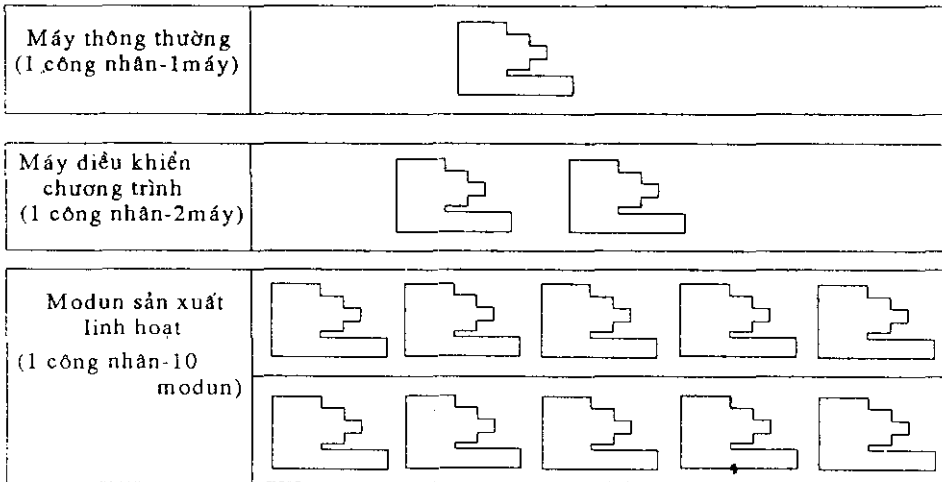 Máy thông thường
(1 công nhân-1máy)
Máy diều khiển
chương trình
(1 công nhân-2máy)
Modun sản xuất
linh hoạt
(1 công nhân-10
modun)